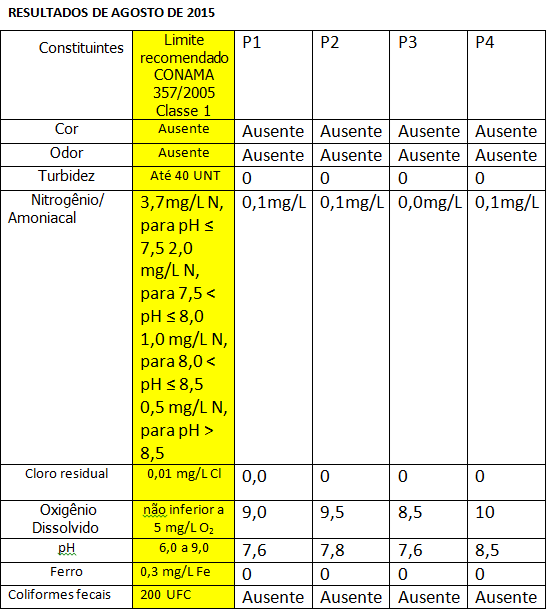 RESULTADOS DE AGOSTO DE 2015
Constituintes
Limite
recomendado
CONAMA
357/2005
Classe 1
P1
P2
P3
P4
Cor
Ausente
Ausente
Ausente
Ausente
Ausente
Odor
Ausente
Ausente
Ausente
Ausente
Ausente
Turbidez
Até 40 UNT
0
0
0
0
Nitrogênio/
Amoniacal
3,7mg/L N,
para pH ≤
7,5 2,0
mg/L N,
para 7,5 <
pH ≤ 8,0
1,0 mg/L N,
para 8,0 <
pH ≤ 8,5
0,5 mg/L N,
para pH >
8,5
0,1mg/L
0,1mg/L
0,0mg/L
0,1mg/L
Cloro residual
0,01 mg/L Cl
0,0
0
0
0
Oxigênio
Dissolvido
não inferior a
5 mg/L O₂
9,0
9,5
8,5
10
pH
6,0 a 9,0
7,6
7,8
7,6
8,5
Ferro
0,3 mg/L Fe
0
0
0
0
Coliformes fecais
200 UFC
Ausente
Ausente
Ausente
Ausente